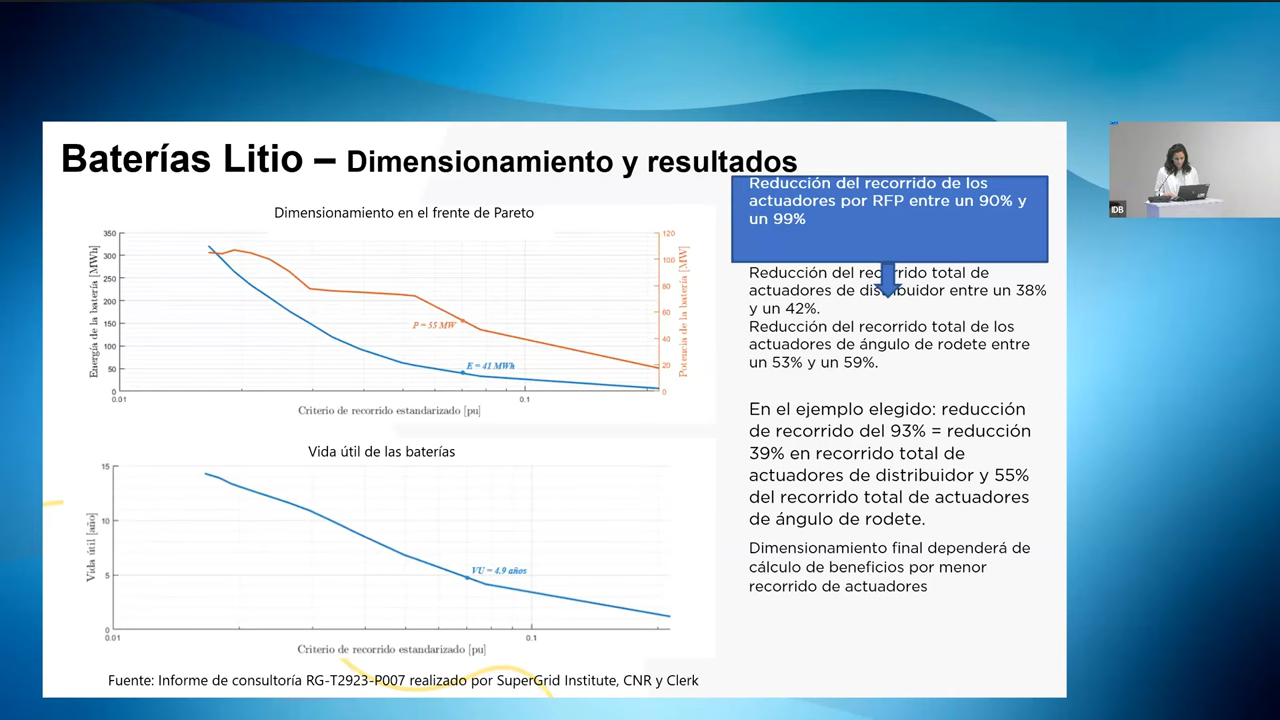 Baterías Litio – Dimensionamiento y resultados
Dimensionamiento en el frente de Pareto
350
300
250
200
150
100
50
0
Energía de la batería [MWh]
120
100
80
60
40
20
0
Potencia de la batería [MW]
P = 55 MW
E = 41 MWh
0.01
0.1
Criterio de recorrido estandarizado [pu]
Vida útil de las baterías
15
10
5
0
Vida útil [año]
VU = 4.9 años
0.01
0.1
Criterio de recorrido estandarizado [pu]
Fuente: Informe de consultoría RG-T2923-P007 realizado por SuperGrid Institute, CNR y Clerk
Reducción del recorrido de los
actuadores por RFP entre un 90% y
un 99%
Reducción del recorrido total de
actuadores de distribuidor entre un 38%
y un 42%.
Reducción del recorrido total de los
actuadores de ángulo de rodete entre
un 53% y un 59%.
En el ejemplo elegido: reducción
de recorrido del 93% = reducción
39% en recorrido total de
actuadores de distribuidor y 55%
del recorrido total de actuadores
de ángulo de rodete.
Dimensionamiento final dependerá de
cálculo de beneficios por menor
recorrido de actuadores
IDB